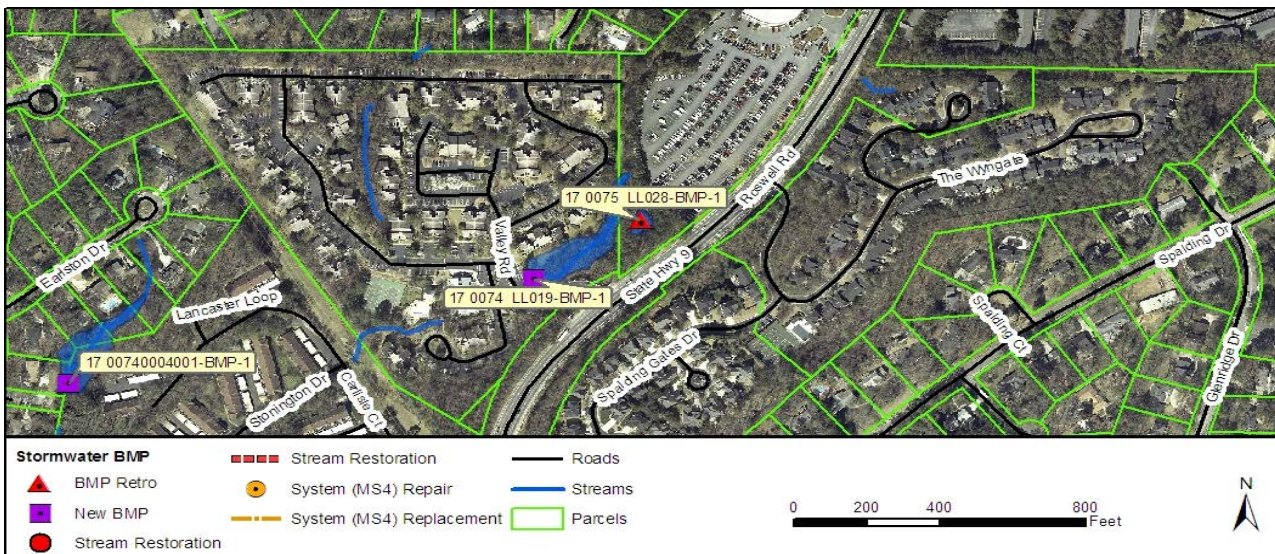 17 0075 LL028-BMP-1
Roswell Rd
The Wyngate
Valley Rd
State Hwy 9
17 0074 LL019-BMP-1
Earlston Dr
Lancaster Loop
Spalding Dr
Spalding Ct
17 00740004001-BMP-1
Stonington Dr
Carlisle Ct
Spalding Gates Dr
Glenridge Dr
Stormwater BMP
BMP Retro
New BMP
Stream Restoration
Stream Restoration
System (MS4) Repair
System (MS4) Replacement
Roads
Streams
Parcels
0 200 400 800
Feet
N